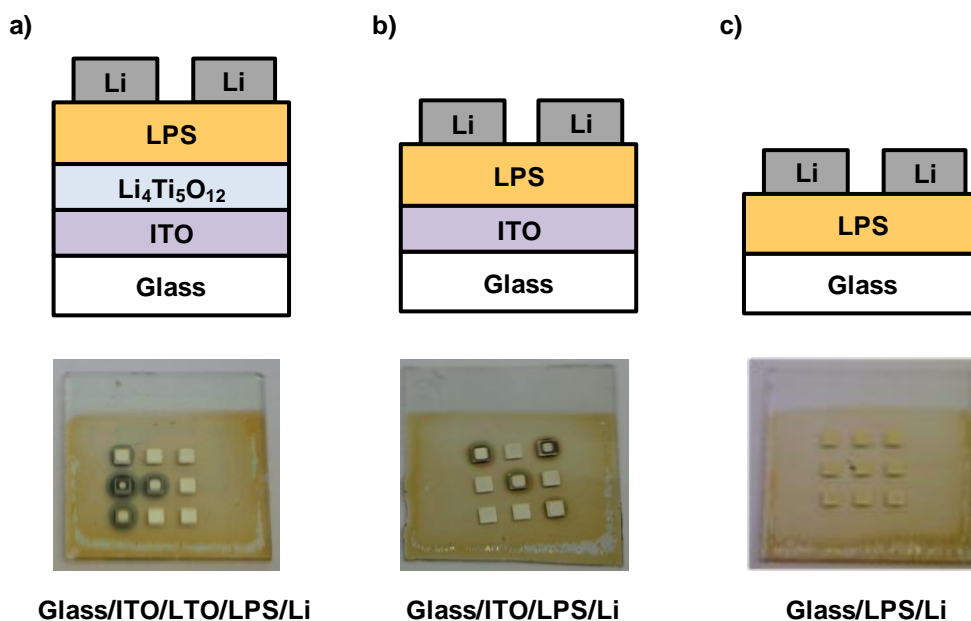 a)
Li Li
LPS
Li₄Ti₅O₁₂
ITO
Glass
Glass/ITO/LTO/LPS/Li
b)
Li Li
LPS
ITO
Glass
Glass/ITO/LPS/Li
c)
Li Li
LPS
Glass
Glass/LPS/Li